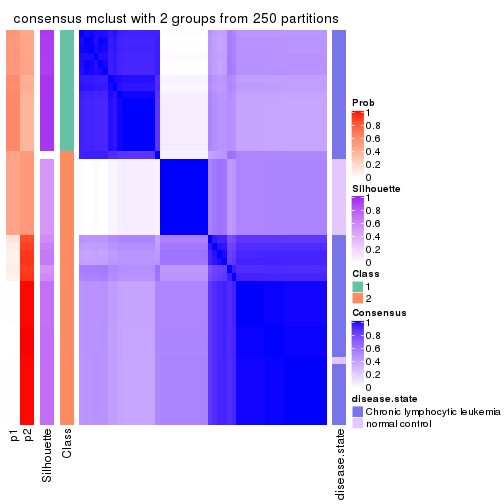 consensus mclust with 2 groups from 250 partitions
Prob
1
0.8
0.6
0.4
0.2
0
Silhouette
1
0.8
0.6
0.4
0.2
0
Class
1
2
Consensus
1
0.8
0.6
0.4
0.2
0
disease.state
Chronic lymphocytic leukemia
normal control
p1
p2
Silhouette
Class
disease.state